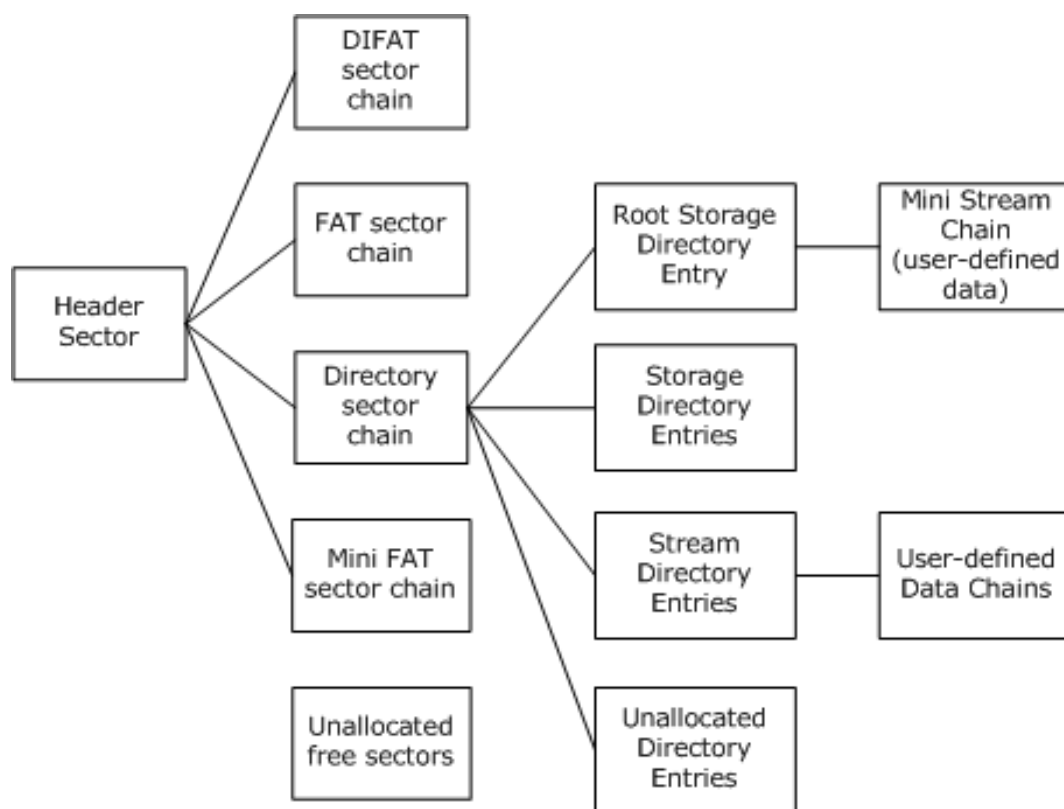 DIFAT
sector
chain
FAT sector
chain
Root Storage
Directory
Entry
Mini Stream
Chain
(user-defined
data)
Header
Sector
Directory
sector
chain
Storage
Directory
Entries
Mini FAT
sector chain
Stream
Directory
Entries
User-defined
Data Chains
Unallocated
free sectors
Unallocated
Directory
Entries